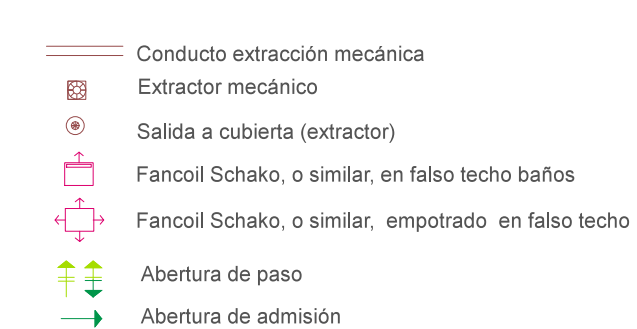 Conducto extracción mecánica
Extractor mecánico
Salida a cubierta (extractor)
Fancoil Schako, o similar, en falso techo baños
Fancoil Schako, o similar, empotrado en falso techo
Abertura de paso
Abertura de admisión